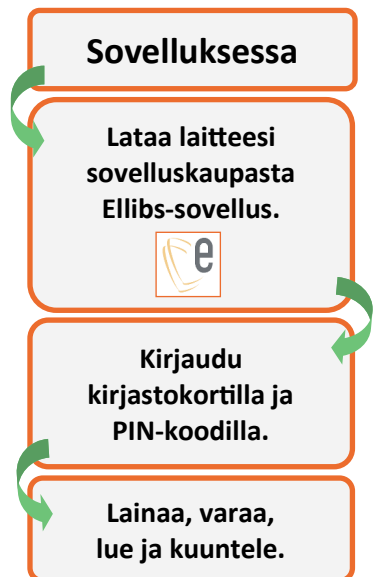 Sovelluksessa
Lataa laitteesi
sovelluskaupasta
Ellibs-sovellus.
e
Kirjaudu
kirjastokortilla ja
PIN-koodilla.
Lainaa, varaa,
lue ja kuuntele.